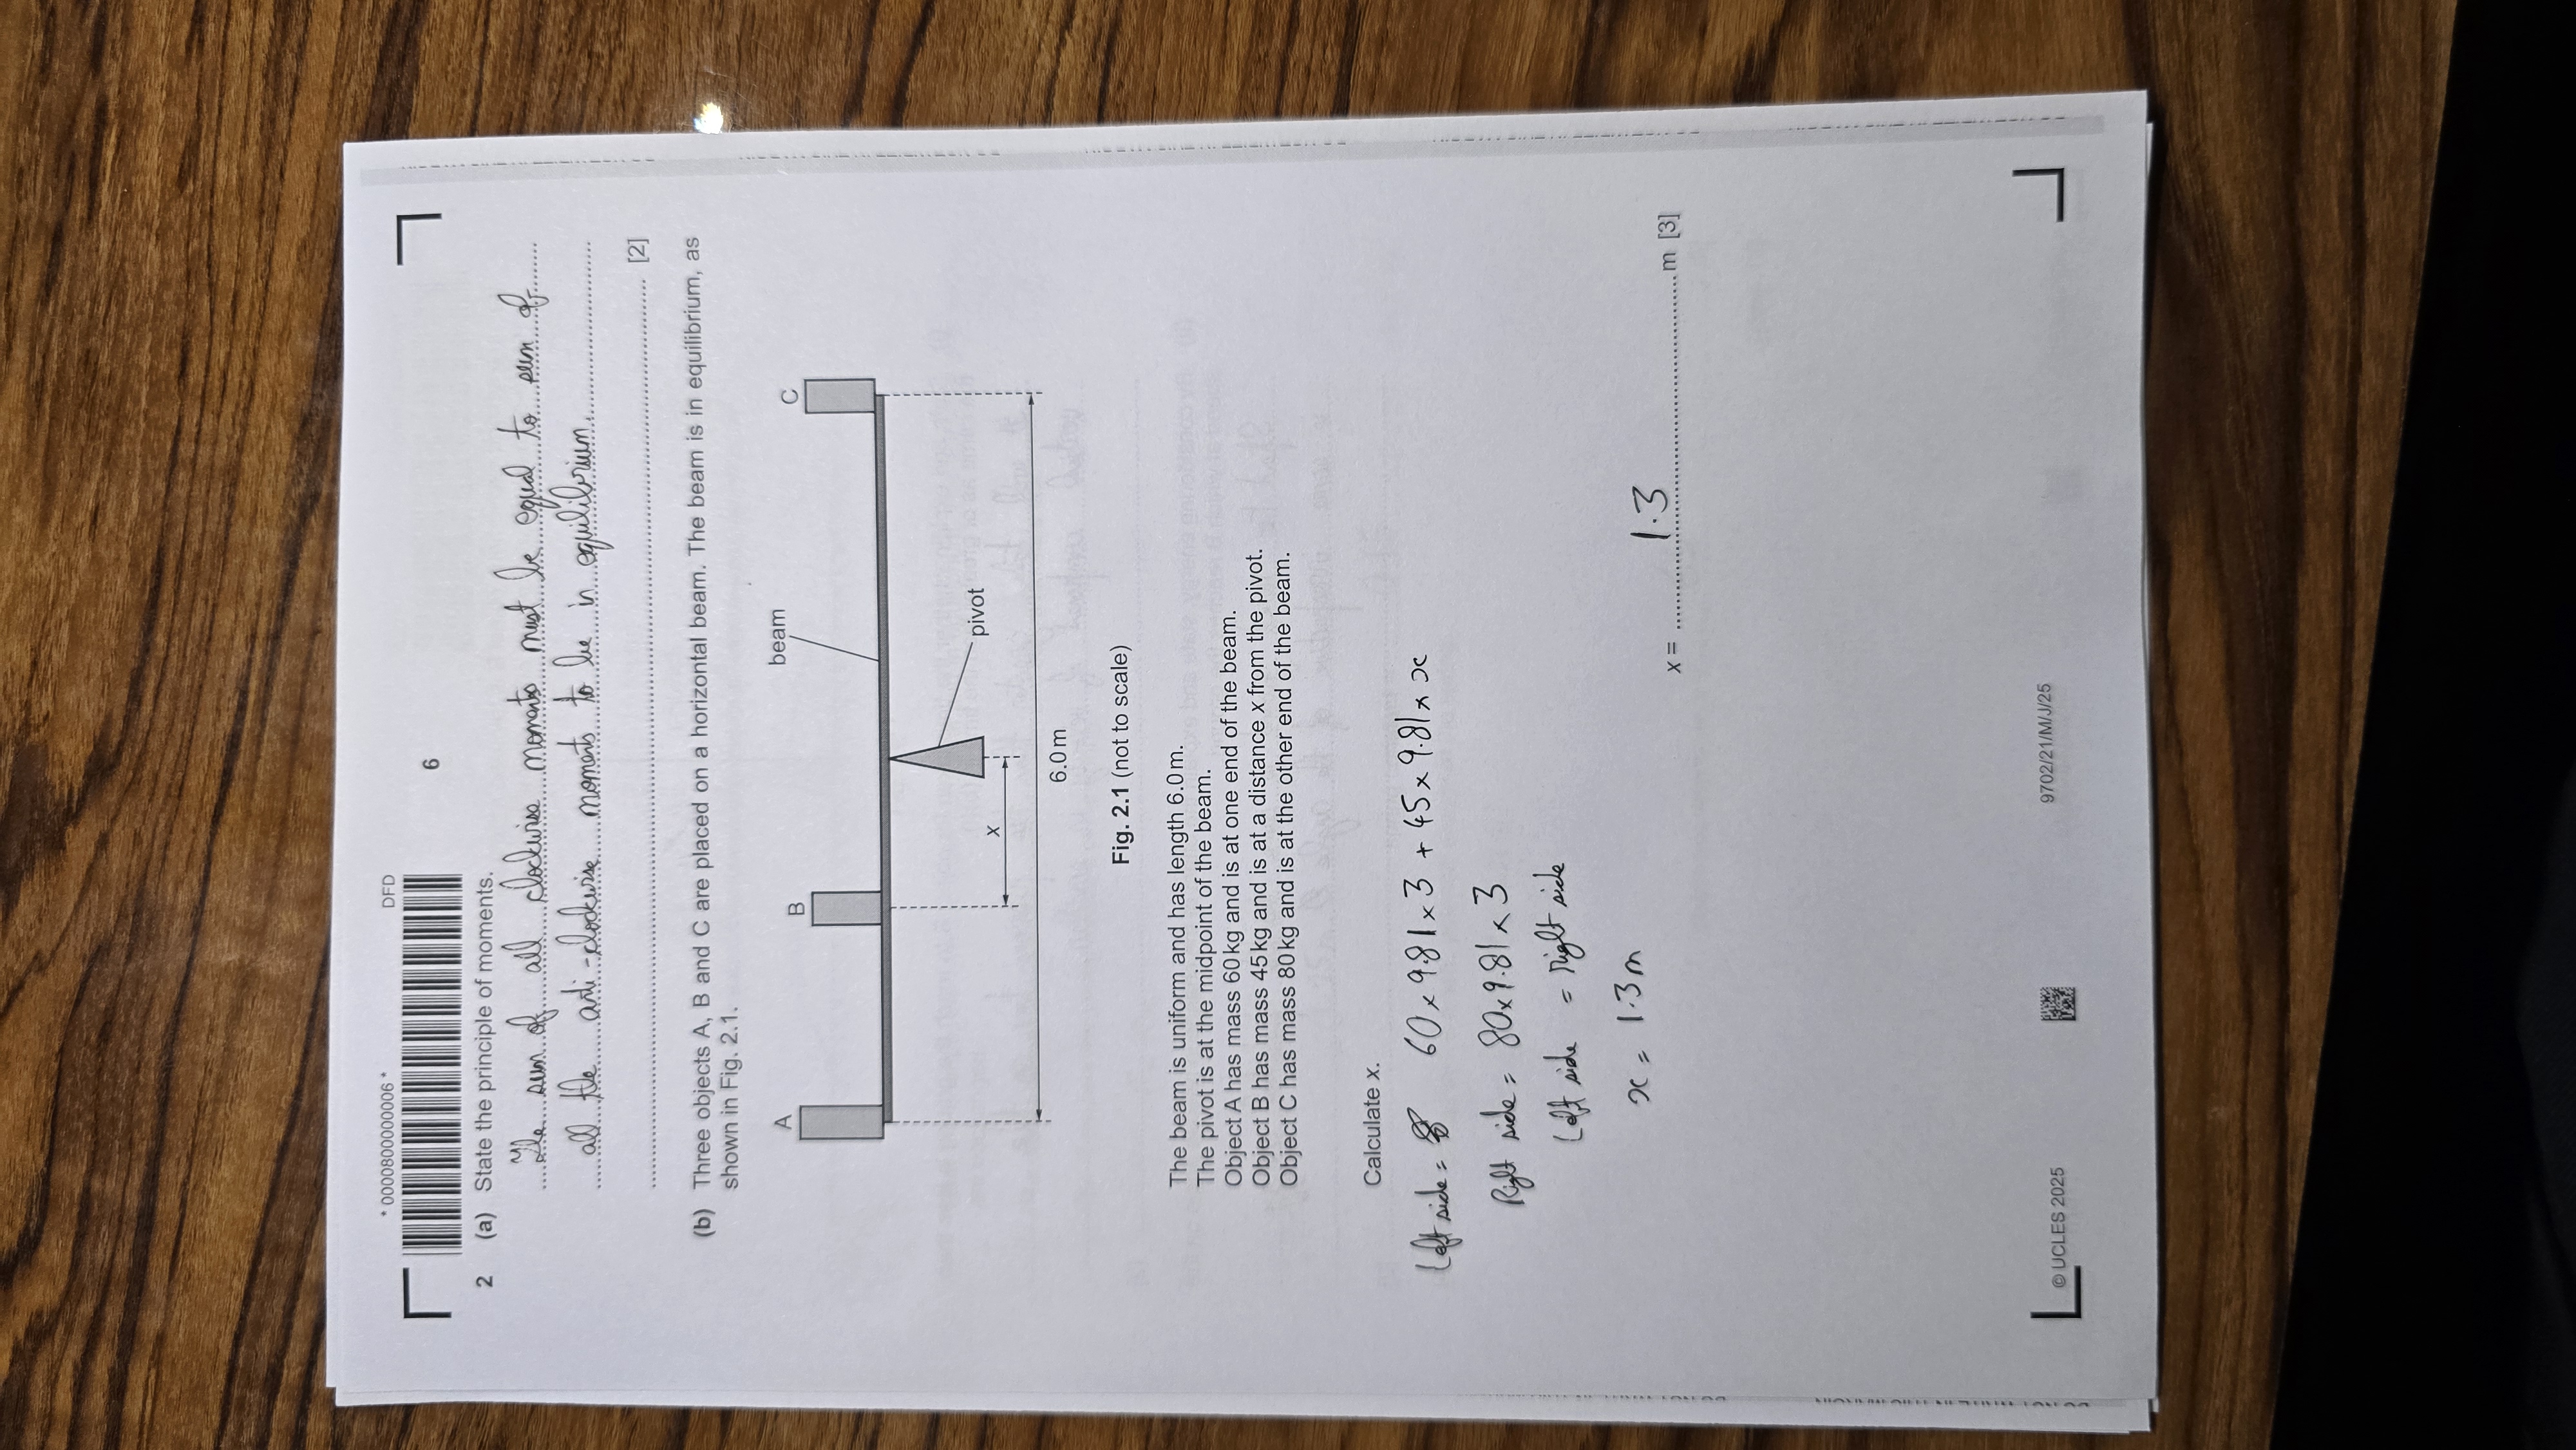 * 0000800000006 *
DFD
6
2 (a) State the principle of moments.
The sum of all clockwise moments must be equal to sum of
all the anti-clockwise moments to be in equilibrium.
[2]
(b) Three objects A, B and C are placed on a horizontal beam. The beam is in equilibrium, as
shown in Fig. 2.1.
A
B
beam
C
pivot
x
6.0 m
Fig. 2.1 (not to scale)
The beam is uniform and has length 6.0 m.
The pivot is at the midpoint of the beam.
Object A has mass 60 kg and is at one end of the beam.
Object B has mass 45 kg and is at a distance x from the pivot.
Object C has mass 80 kg and is at the other end of the beam.
Calculate x.
Left side = 60 x 9.81 x 3 + 45 x 9.81 x x
Right side = 80 x 9.81 x 3
Left side = right side
x = 1.3 m
x = 1.3 m [3]
© UCLES 2025
9702/21/M/J/25